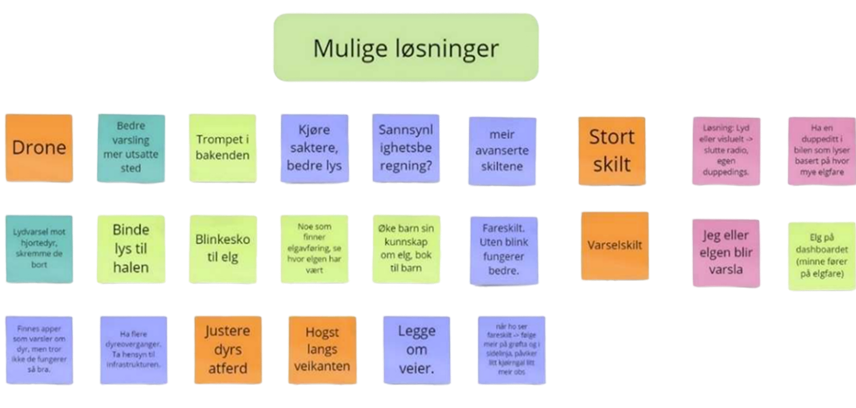 Mulige løsninger
Drone
Bedre
varsling
mer utsatte
sted
Trompet i
bakenden
Kjøre
saktere,
bedre lys
Sannsynl
ighetsbe
regning?
meir
avanserte
skiltene
Stort
skilt
Løsning: Lyd
eller visluelt ->
slutte radio,
egen
duppedings.
Ha en
duppeditt i
bilen som lyser
basert på hvor
mye elgfare
Lydvarsel mot
hjortedyr,
skremme de
bort
Binde
lys til
halen
Blinkesko
til elg
Noe som
finner
elgavføring, se
hvor elgen har
vært
Øke barn sin
kunnskap
om elg, bok
til barn
Fareskilt.
Uten blink
fungerer
bedre.
Varselskilt
Jeg eller
elgen blir
varsla
Elg på
dashboardet
(minne fører
på elgfare)
Finnes apper
som varsler om
dyr, men tror
ikke de fungerer
så bra.
Ha flere
dyreoverganger.
Ta hensyn til
infrastrukturen.
Justere
dyrs
atferd
Hogst
langs
veikanten
Legge
om
veier.
når ho ser
fareskilt -> følge
meir på grøfta og i
sidelinja, påvirker
litt kjøringal litt
meir obs